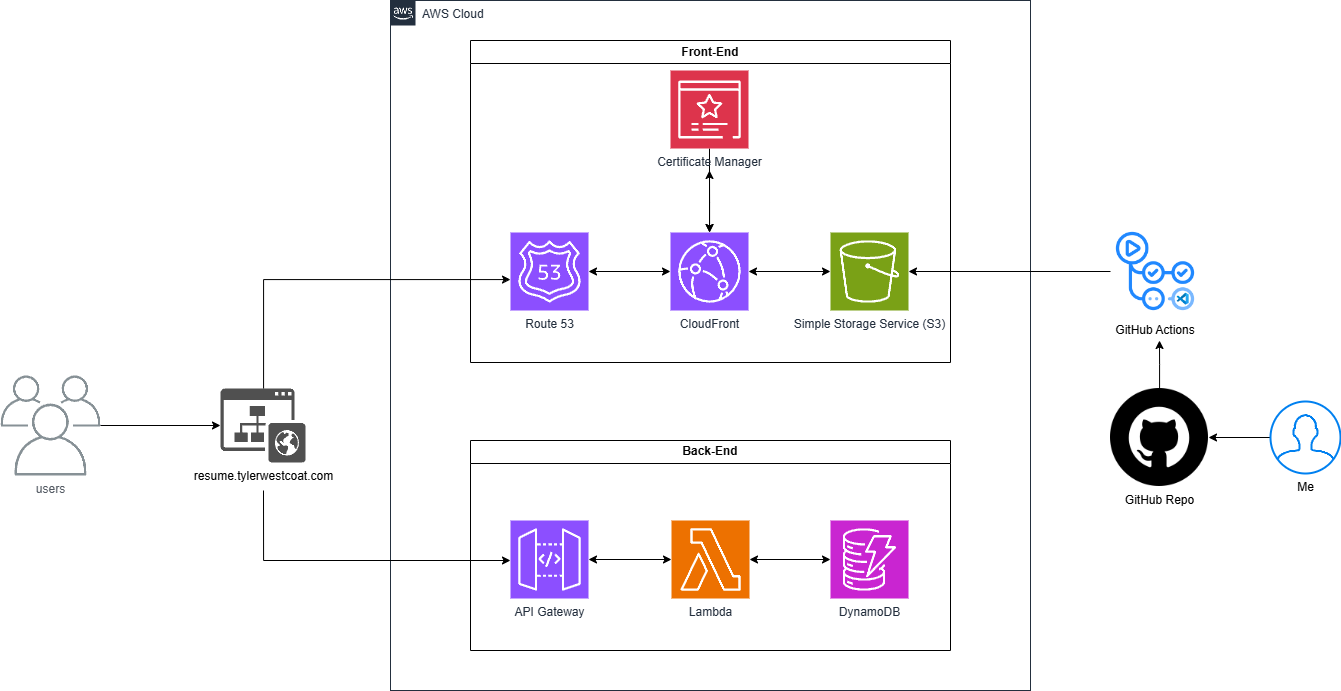 aws
AWS Cloud
Front-End
Certificate Manager
53
Route 53
CloudFront
Simple Storage Service (S3)
GitHub Actions
users
resume.tylerwestcoat.com
GitHub Repo
Me
Back-End
</>
API Gateway
Lambda
DynamoDB